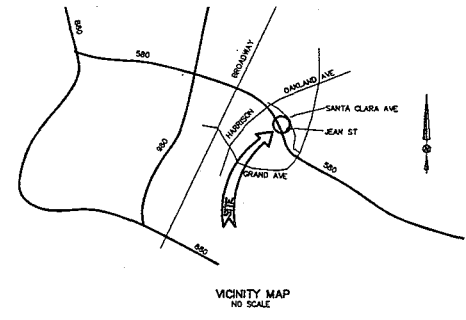 880
580
BROADWAY
OAKLAND AVE
HARRISON
SANTA CLARA AVE
JEAN ST
980
GRAND AVE
580
SITE
880
VICINITY MAP
NO SCALE